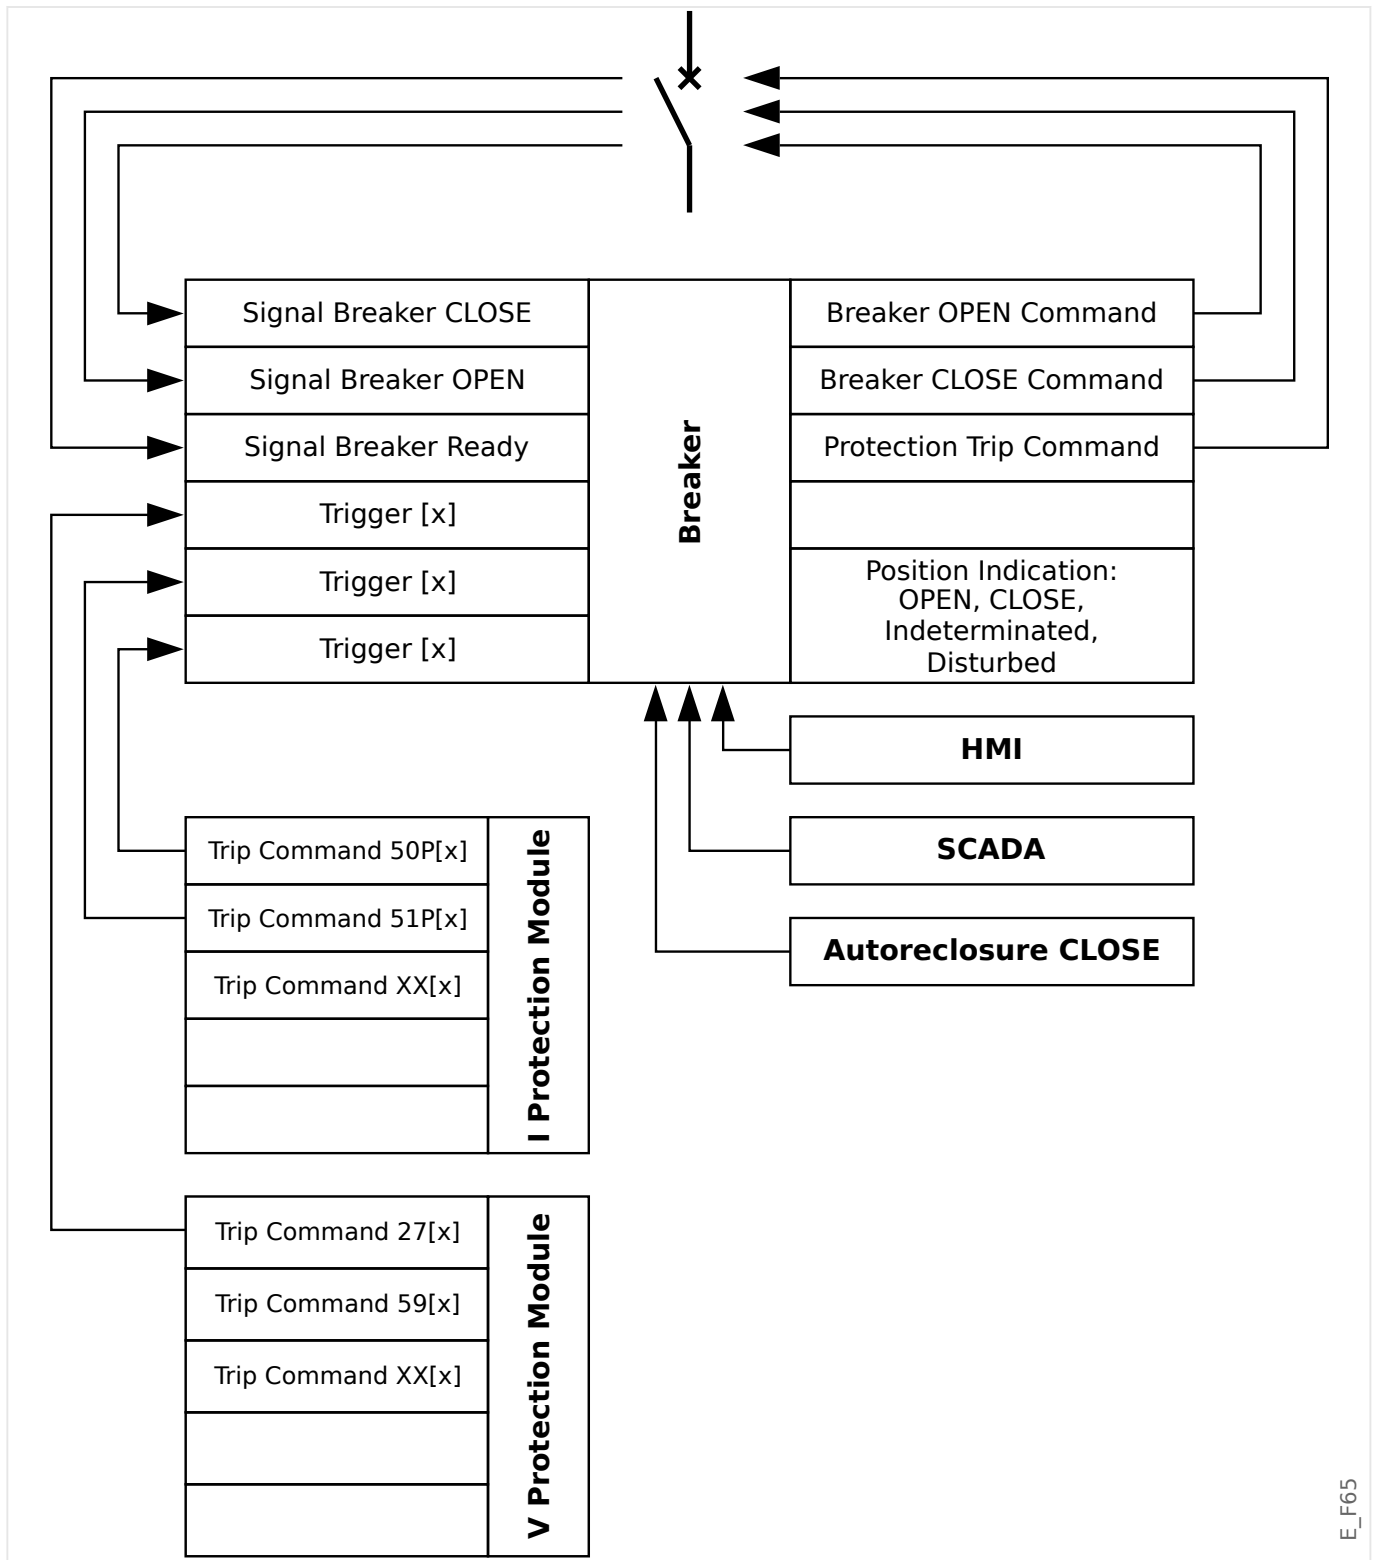 Signal Breaker CLOSE
Signal Breaker OPEN
Signal Breaker Ready
Trigger [x]
Trigger [x]
Trigger [x]
Breaker
Breaker OPEN Command
Breaker CLOSE Command
Protection Trip Command
Position Indication:
OPEN, CLOSE,
Indeterminated,
Disturbed
HMI
SCADA
Autoreclosure CLOSE
Trip Command 50P[x]
Trip Command 51P[x]
Trip Command XX[x]
I Protection Module
Trip Command 27[x]
Trip Command 59[x]
Trip Command XX[x]
V Protection Module
E_F65